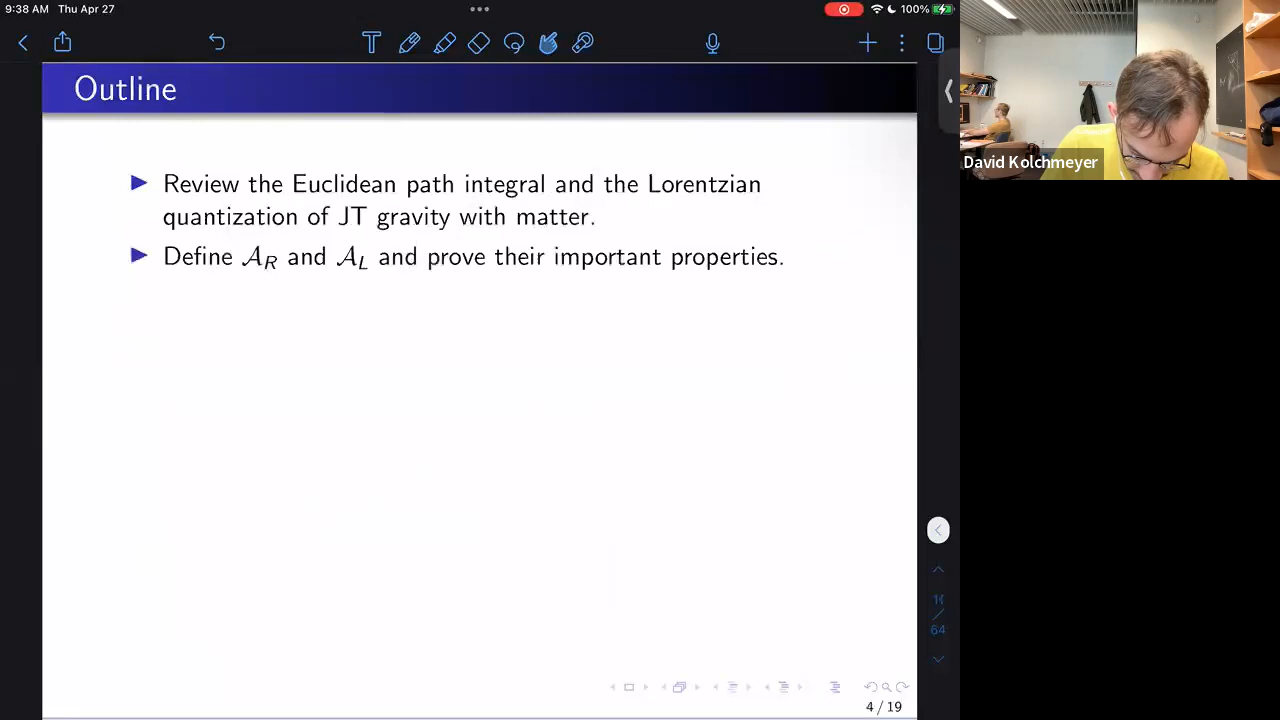 9:38 AM Thu Apr 27
100%
Outline
Review the Euclidean path integral and the Lorentzian
quantization of JT gravity with matter.
Define 𝒜_R and 𝒜_L and prove their important properties.
David Kolchmeyer
64
4 / 19